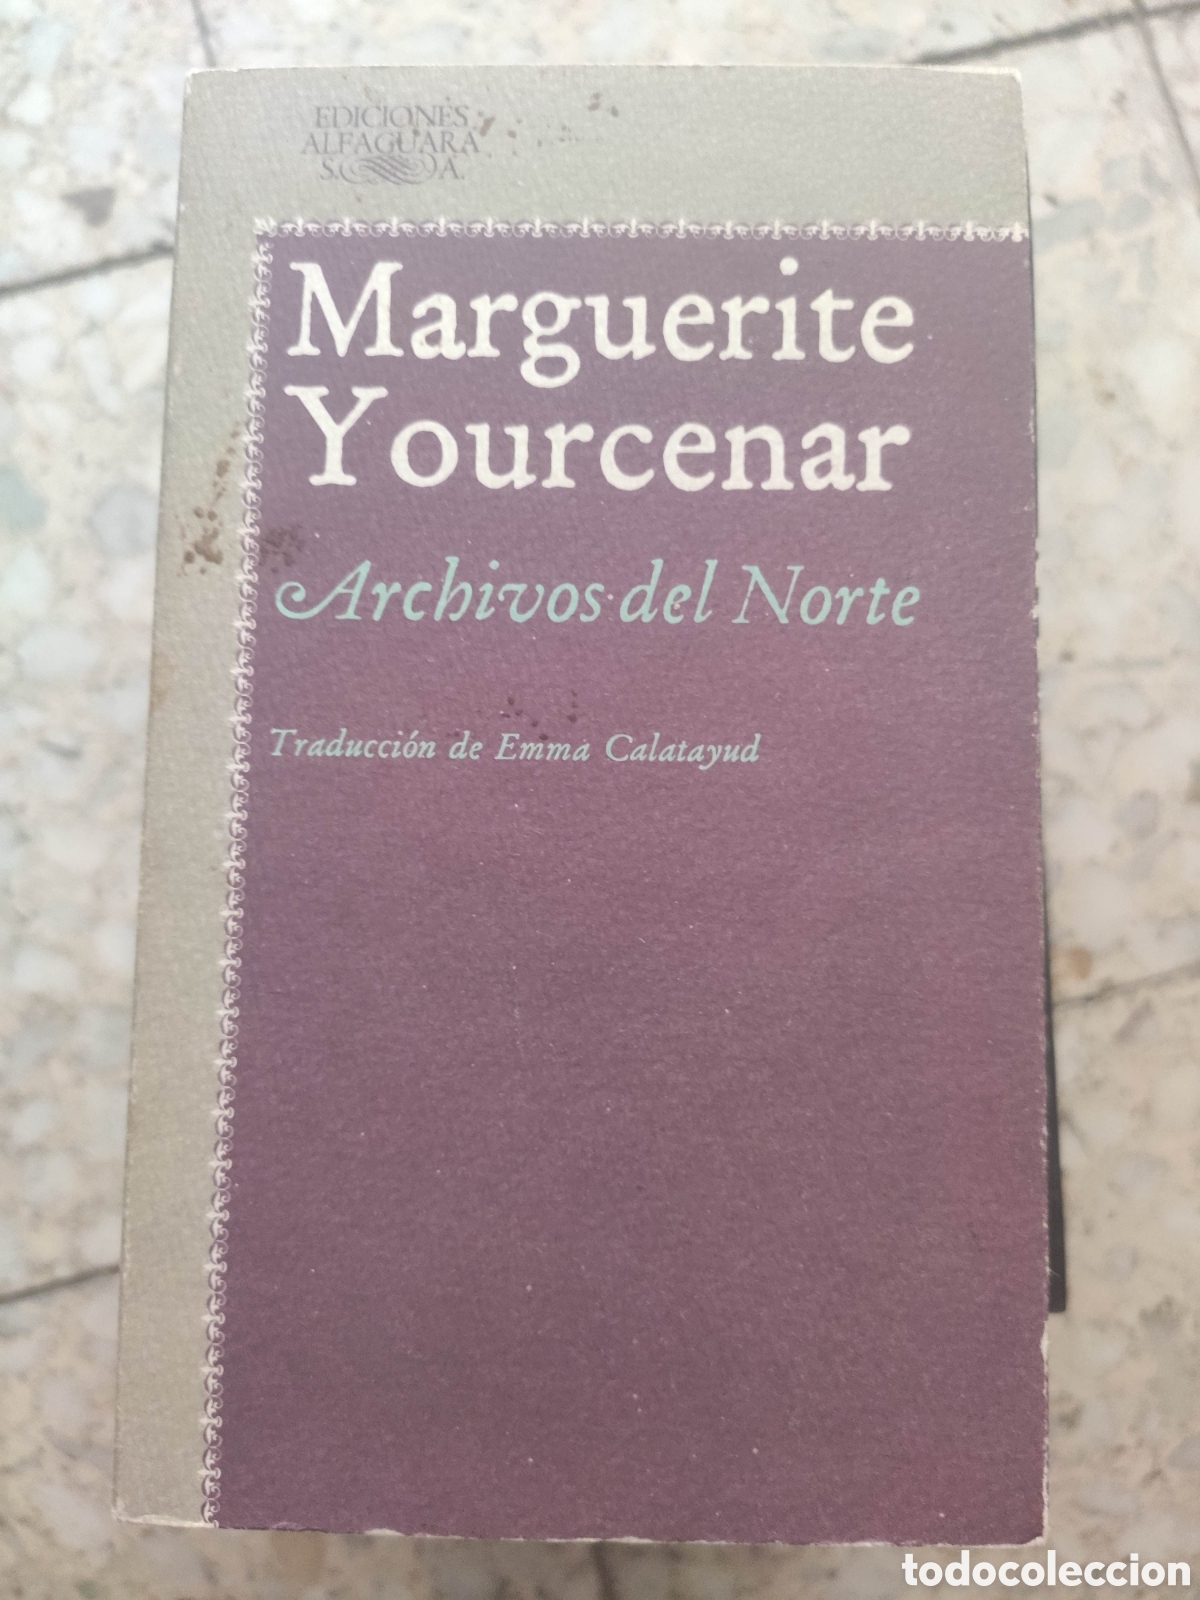 EDICIONES
ALFAGUARA
S. A.
Marguerite
Yourcenar
Archivos del Norte
Traducción de Emma Calatayud
todocoleccion